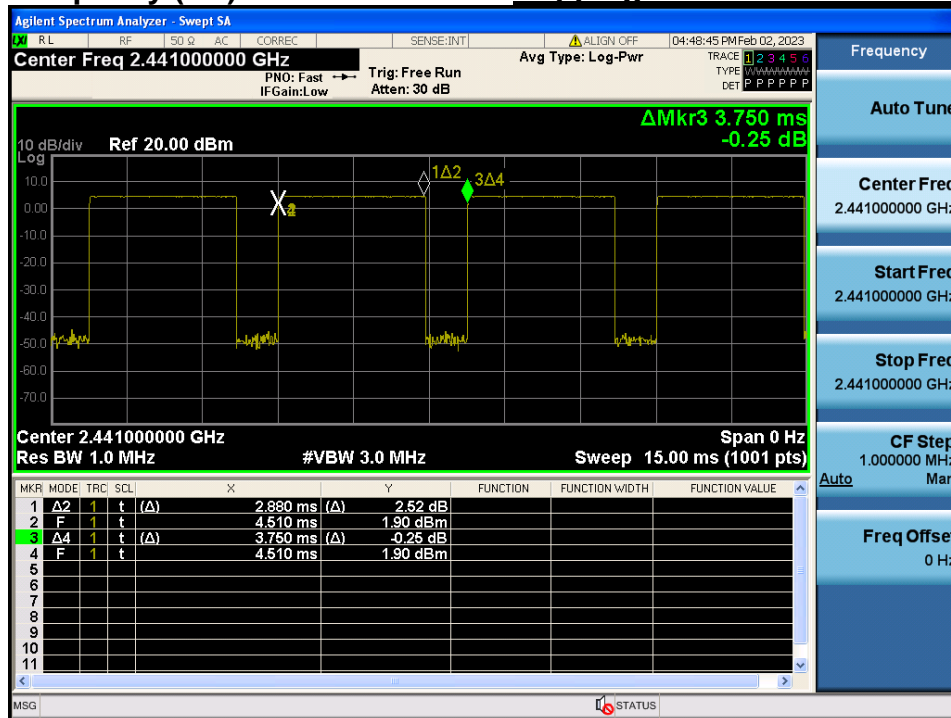 Agilent Spectrum Analyzer - Swept SA
LXI RL RF 50 Ω AC CORREC SENSE:INT ALIGN OFF 04:48:45 PM Feb 02, 2023
Center Freq 2.441000000 GHz Avg Type: Log-Pwr TRACE 1 2 3 4 5 6
PNO: Fast Trig: Free Run TYPE WWWWWW
IFGain:Low Atten: 30 dB DET P P P P P P
ΔMkr3 3.750 ms
-0.25 dB
10 dB/div Ref 20.00 dBm
Log
1Δ2 3Δ4
10.0
0.00
-10.0
-20.0
-30.0
-40.0
-50.0
-60.0
-70.0
Center 2.441000000 GHz Span 0 Hz
Res BW 1.0 MHz #VBW 3.0 MHz Sweep 15.00 ms (1001 pts)
MKR MODE TRC SCL X Y FUNCTION FUNCTION WIDTH FUNCTION VALUE
1 Δ2 1 t (Δ) 2.880 ms (Δ) 2.52 dB
2 F 1 t 4.510 ms 1.90 dBm
3 Δ4 1 t (Δ) 3.750 ms (Δ) -0.25 dB
4 F 1 t 4.510 ms 1.90 dBm
5
6
7
8
9
10
11
MSG STATUS
Frequency
Auto Tune
Center Freq
2.441000000 GHz
Start Freq
2.441000000 GHz
Stop Freq
2.441000000 GHz
CF Step
1.000000 MHz
Auto Man
Freq Offset
0 Hz